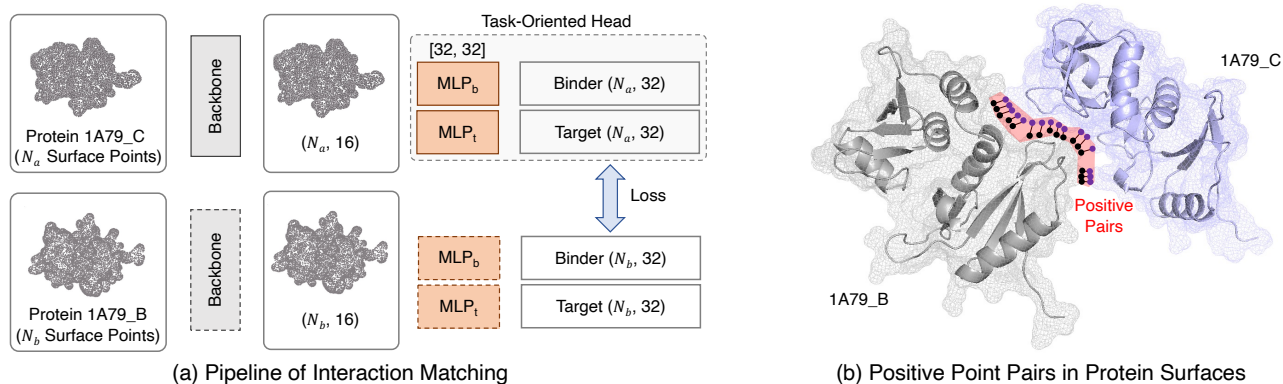 Task-Oriented Head
[32, 32]
Backbone
MLP_b
Binder (N_a, 32)
MLP_t
Target (N_a, 32)
Protein 1A79_C
(N_a Surface Points)
(N_a, 16)
Loss
Backbone
MLP_b
Binder (N_b, 32)
MLP_t
Target (N_b, 32)
Protein 1A79_B
(N_b Surface Points)
(N_b, 16)
(a) Pipeline of Interaction Matching
1A79_C
Positive
Pairs
1A79_B
(b) Positive Point Pairs in Protein Surfaces